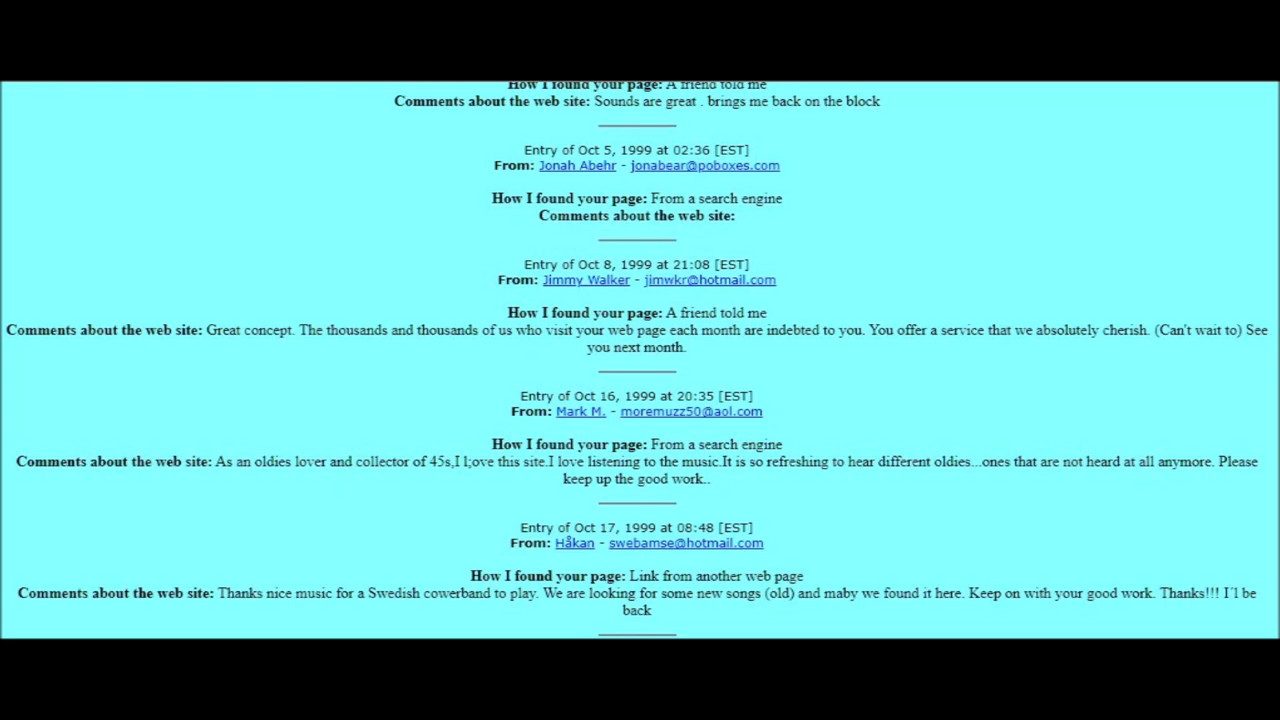 How I found your page: A friend told me
Comments about the web site: Sounds are great . brings me back on the block
Entry of Oct 5, 1999 at 02:36 [EST]
From: Jonah Abehr - jonabear@poboxes.com
How I found your page: From a search engine
Comments about the web site:
Entry of Oct 8, 1999 at 21:08 [EST]
From: Jimmy Walker - jimwkr@hotmail.com
How I found your page: A friend told me
Comments about the web site: Great concept. The thousands and thousands of us who visit your web page each month are indebted to you. You offer a service that we absolutely cherish. (Can't wait to) See
you next month.
Entry of Oct 16, 1999 at 20:35 [EST]
From: Mark M. - moremuzz50@aol.com
How I found your page: From a search engine
Comments about the web site: As an oldies lover and collector of 45s,I l;ove this site.I love listening to the music.It is so refreshing to hear different oldies...ones that are not heard at all anymore. Please
keep up the good work..
Entry of Oct 17, 1999 at 08:48 [EST]
From: Håkan - swebamse@hotmail.com
How I found your page: Link from another web page
Comments about the web site: Thanks nice music for a Swedish cowerband to play. We are looking for some new songs (old) and maby we found it here. Keep on with your good work. Thanks!!! I´l be
back